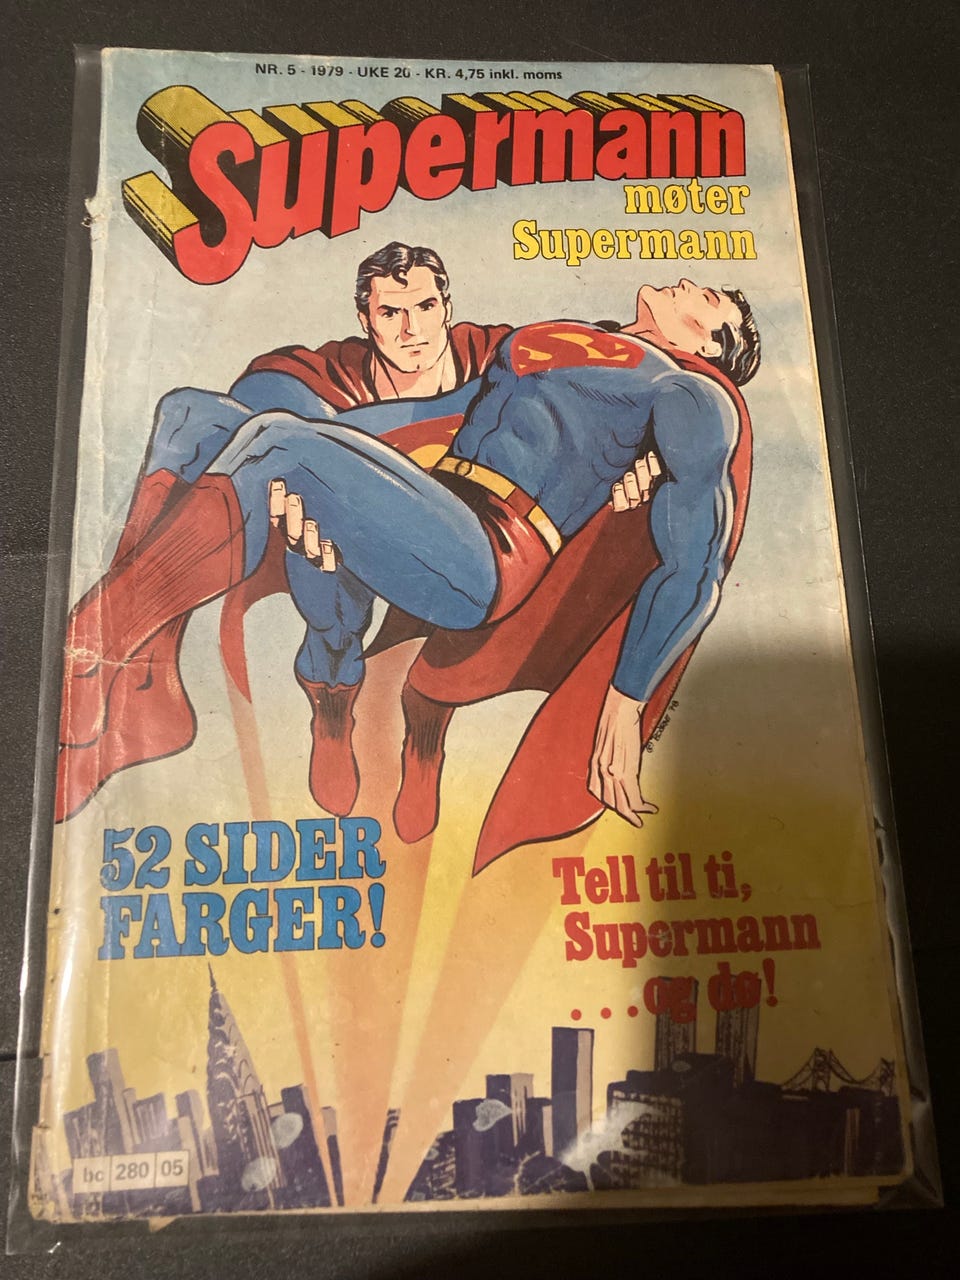 NR. 5 - 1979 - UKE 20 - KR. 4,75 inkl. moms
Supermann
møter
Supermann
52 SIDER
FARGER!
Tell til ti,
Supermann
...og dø!
bc 280 05